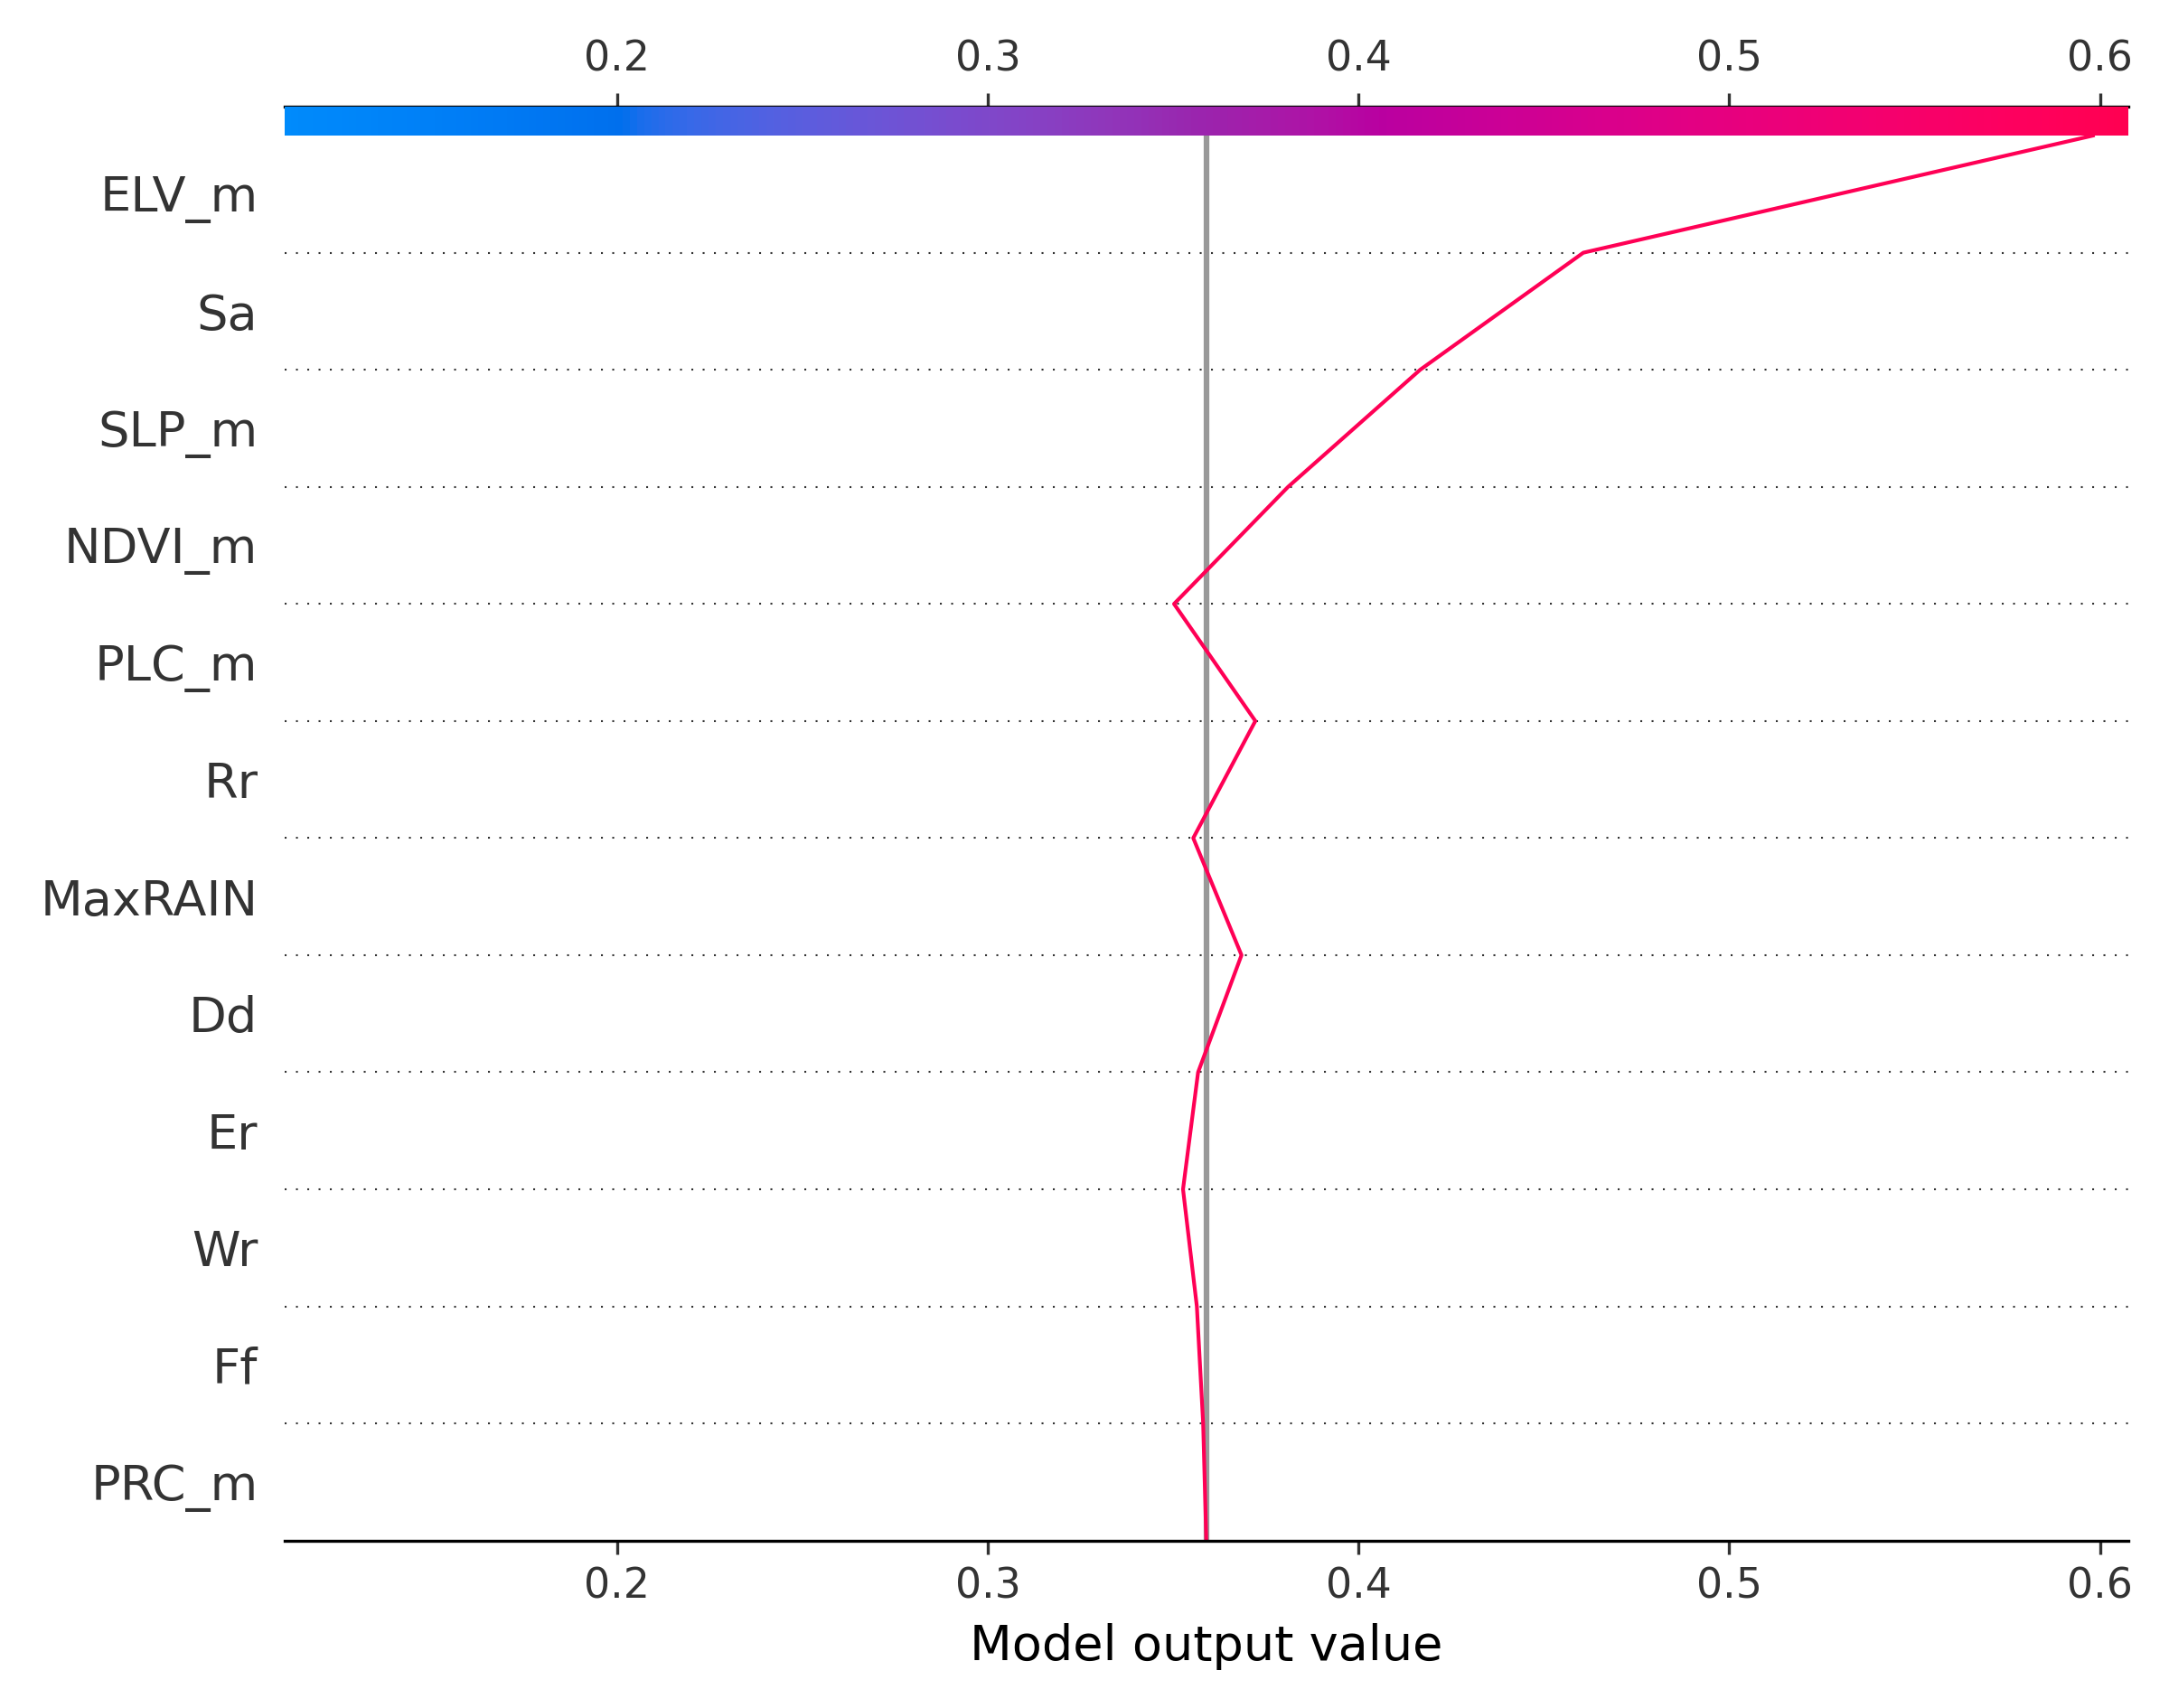 0.2 0.3 0.4 0.5 0.6
ELV_m
Sa
SLP_m
NDVI_m
PLC_m
Rr
MaxRAIN
Dd
Er
Wr
Ff
PRC_m
0.2 0.3 0.4 0.5 0.6
Model output value